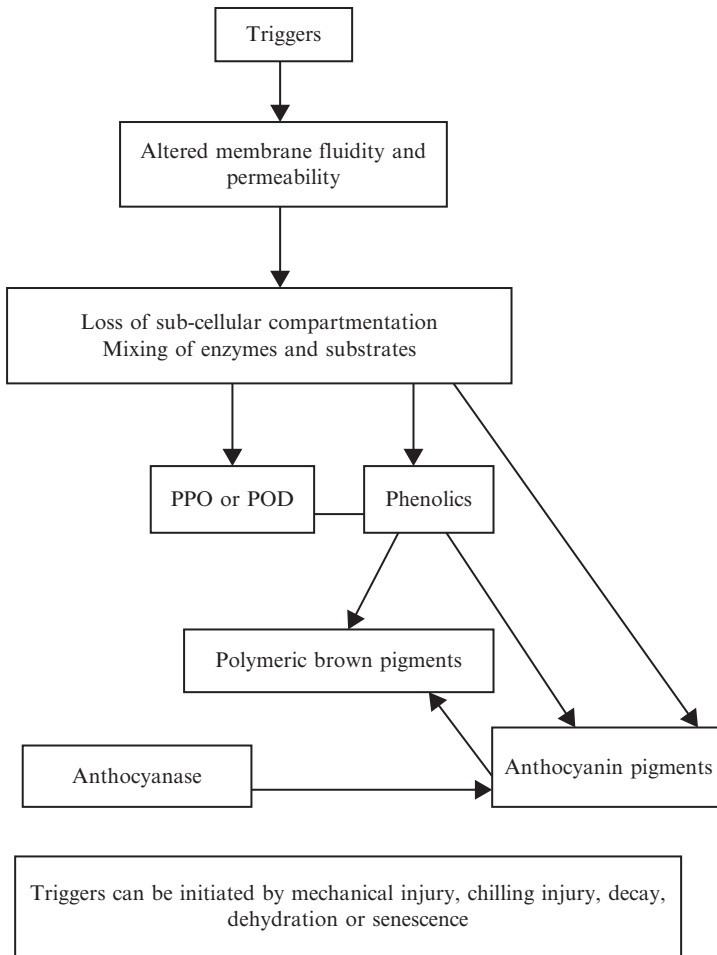 Triggers
Altered membrane fluidity and
permeability
Loss of sub-cellular compartmentation
Mixing of enzymes and substrates
PPO or POD
Phenolics
Polymeric brown pigments
Anthocyanase
Anthocyanin pigments
Triggers can be initiated by mechanical injury, chilling injury, decay,
dehydration or senescence